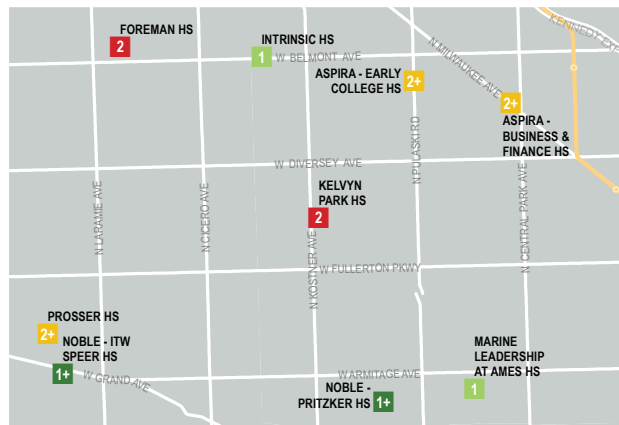 FOREMAN HS
2
INTRINSIC HS
1
W BELMONT AVE
ASPIRA - EARLY
COLLEGE HS
2+
N MILWAUKEE AVE
KENNEDY EXP
2+
ASPIRA -
BUSINESS &
FINANCE HS
W DIVERSEY AVE
N PULASKI RD
N LARAMIE AVE
N CICERO AVE
KELVYN
PARK HS
2
N KOSTNER AVE
N CENTRAL PARK AVE
W FULLERTON PKWY
PROSSER HS
2+
NOBLE - ITW
SPEER HS
1+
W GRAND AVE
W ARMITAGE AVE
NOBLE -
PRITZKER HS
1+
MARINE
LEADERSHIP
AT AMES HS
1